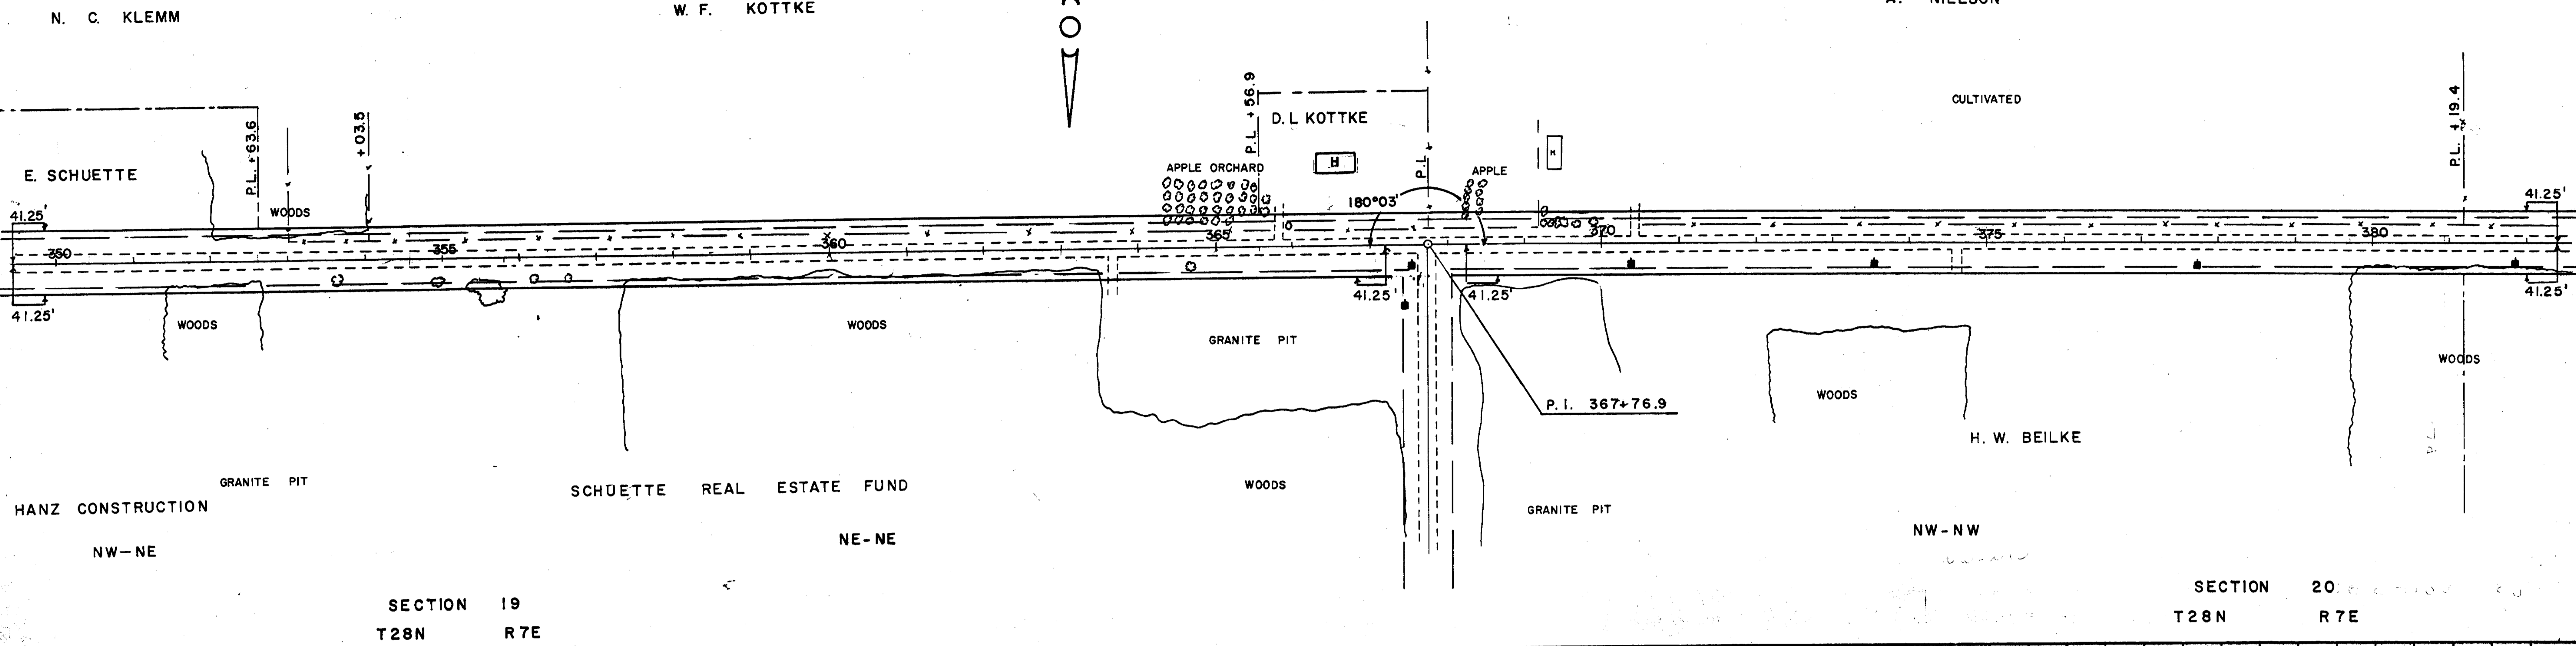 N. C. KLEMM
W. F. KOTTKE
A. NIELSON
CULTIVATED
P.L. +63.6
+03.5
P.L. +56.9
D. L KOTTKE
P.L
P.L. +19.4
H
H
E. SCHUETTE
APPLE ORCHARD
APPLE
WOODS
180°03'
41.25'
41.25'
350
355
360
365
370
375
380
41.25'
41.25'
41.25'
41.25'
WOODS
WOODS
GRANITE PIT
WOODS
WOODS
P.I. 367+76.9
H. W. BEILKE
GRANITE PIT
SCHUETTE REAL ESTATE FUND
WOODS
HANZ CONSTRUCTION
GRANITE PIT
NW-NE
NE-NE
NW-NW
SECTION 19
T28N R7E
SECTION 20
T28N R7E